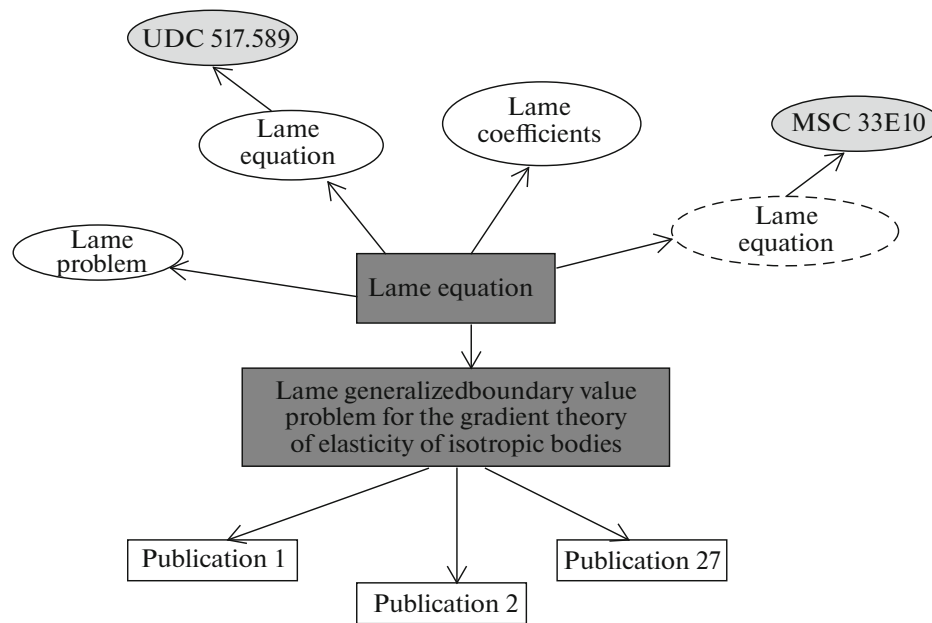 UDC 517.589
Lame
equation
Lame
coefficients
MSC 33E10
Lame
equation
Lame
problem
Lame equation
Lame generalizedboundary value
problem for the gradient theory
of elasticity of isotropic bodies
Publication 1
Publication 2
Publication 27